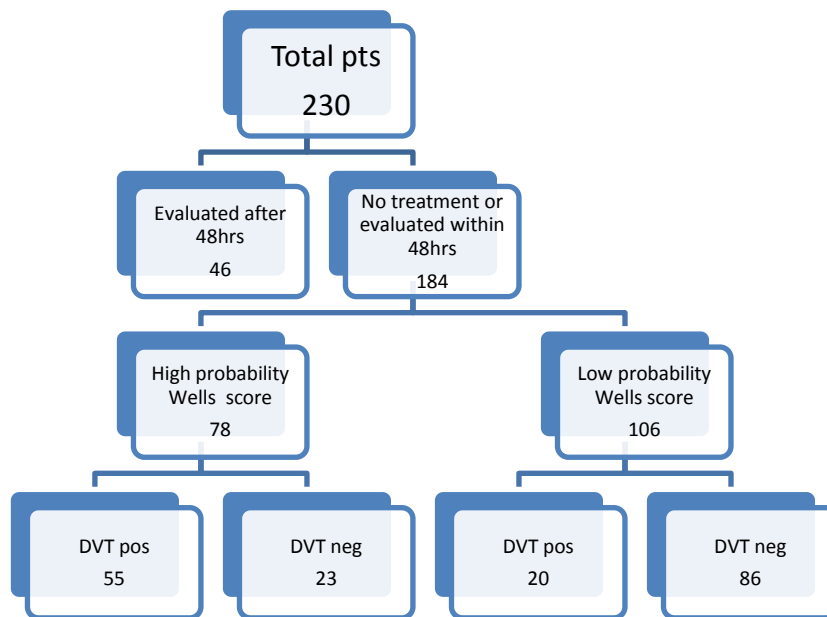 Total pts
230
Evaluated after
48hrs
46
No treatment or
evaluated within
48hrs
184
High probability
Wells score
78
Low probability
Wells score
106
DVT pos
55
DVT neg
23
DVT pos
20
DVT neg
86